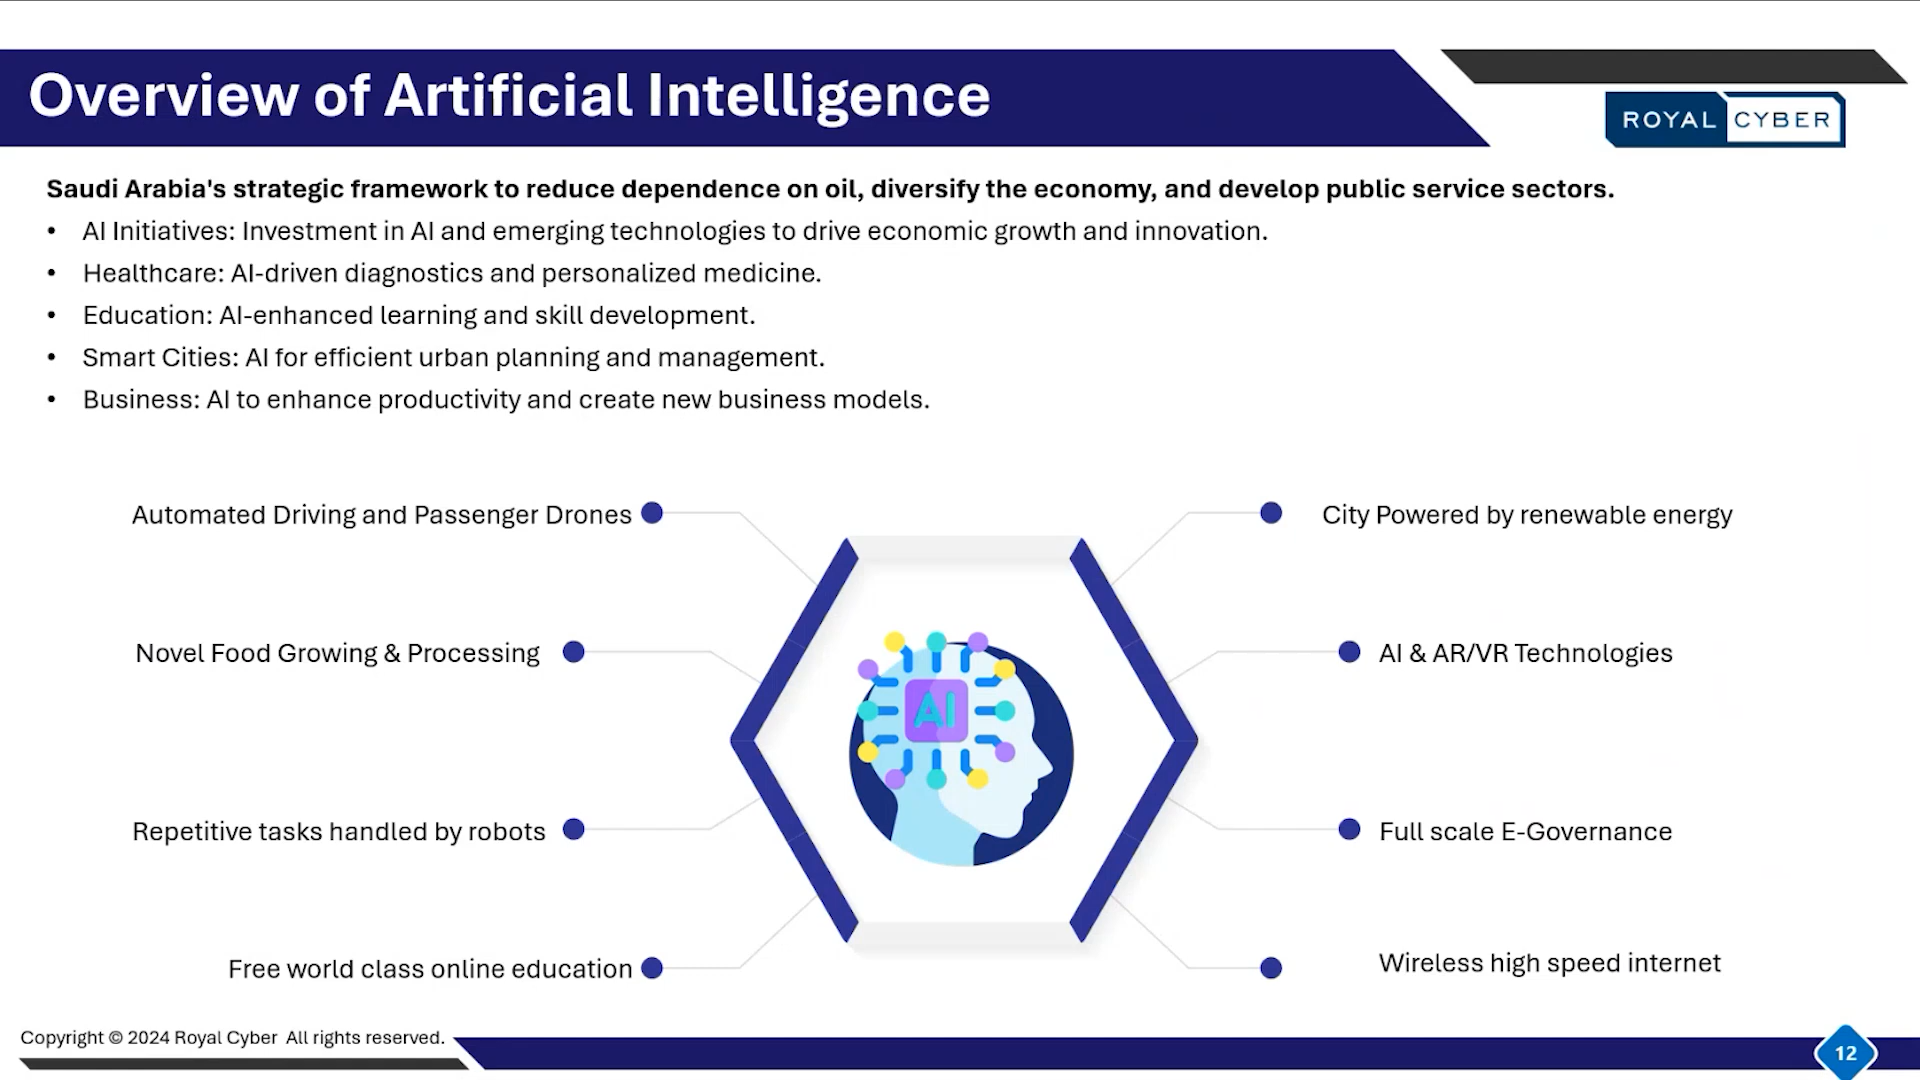 Overview of Artificial Intelligence
ROYAL CYBER
Saudi Arabia's strategic framework to reduce dependence on oil, diversify the economy, and develop public service sectors.
• AI Initiatives: Investment in AI and emerging technologies to drive economic growth and innovation.
• Healthcare: AI-driven diagnostics and personalized medicine.
• Education: AI-enhanced learning and skill development.
• Smart Cities: AI for efficient urban planning and management.
• Business: AI to enhance productivity and create new business models.
Automated Driving and Passenger Drones
City Powered by renewable energy
Novel Food Growing & Processing
AI & AR/VR Technologies
AI
Repetitive tasks handled by robots
Full scale E-Governance
Free world class online education
Wireless high speed internet
Copyright © 2024 Royal Cyber All rights reserved.
12